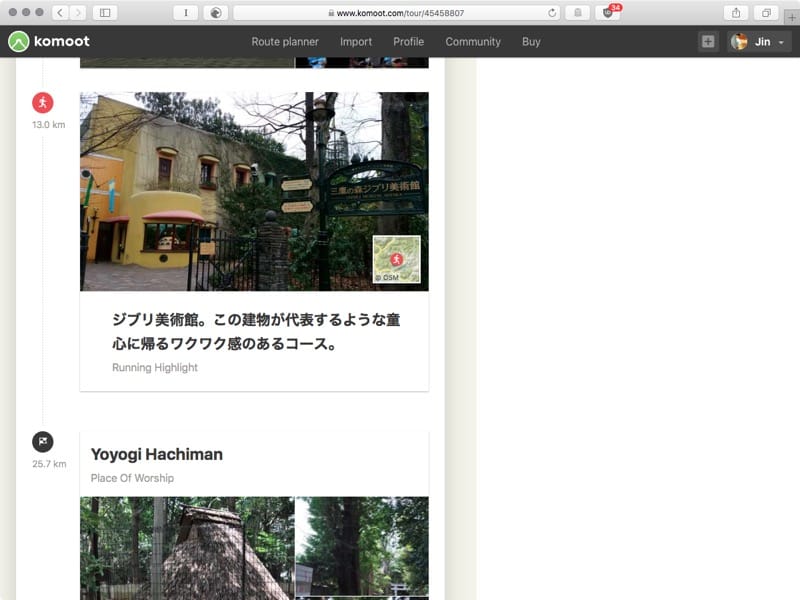 www.komoot.com/tour/45458807
34
komoot
Route planner
Import
Profile
Community
Buy
Jin
13.0 km
三鷹の森ジブリ美術館
© OSM
ジブリ美術館。この建物が代表するような童
心に帰るワクワク感のあるコース。
Running Highlight
25.7 km
Yoyogi Hachiman
Place Of Worship